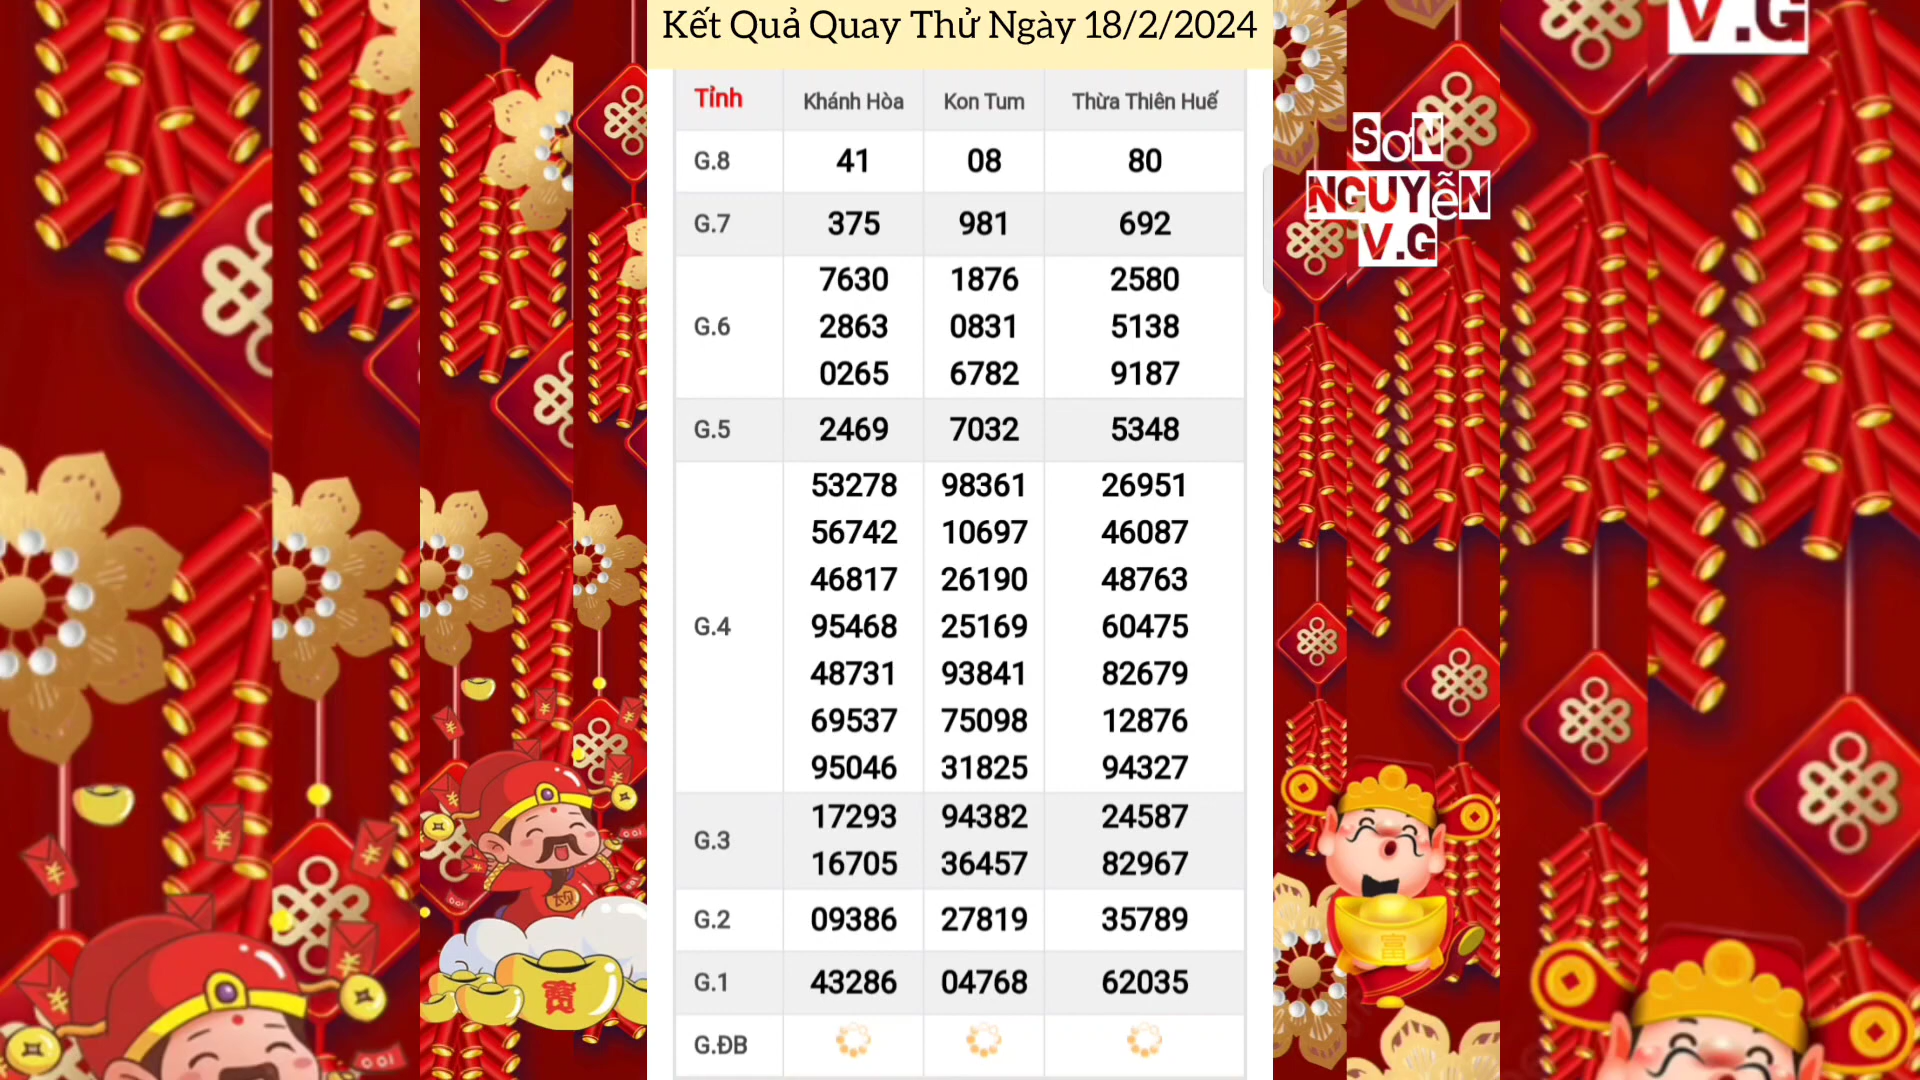 Kết Quả Quay Thử Ngày 18/2/2024
V.G
Tỉnh Khánh Hòa Kon Tum Thừa Thiên Huế
SƠN
NGUYỄN
V.G
G.8 41 08 80
G.7 375 981 692
G.6 7630 1876 2580
2863 0831 5138
0265 6782 9187
G.5 2469 7032 5348
G.4 53278 98361 26951
56742 10697 46087
46817 26190 48763
95468 25169 60475
48731 93841 82679
69537 75098 12876
95046 31825 94327
G.3 17293 94382 24587
16705 36457 82967
G.2 09386 27819 35789
G.1 43286 04768 62035
G.ĐB
富